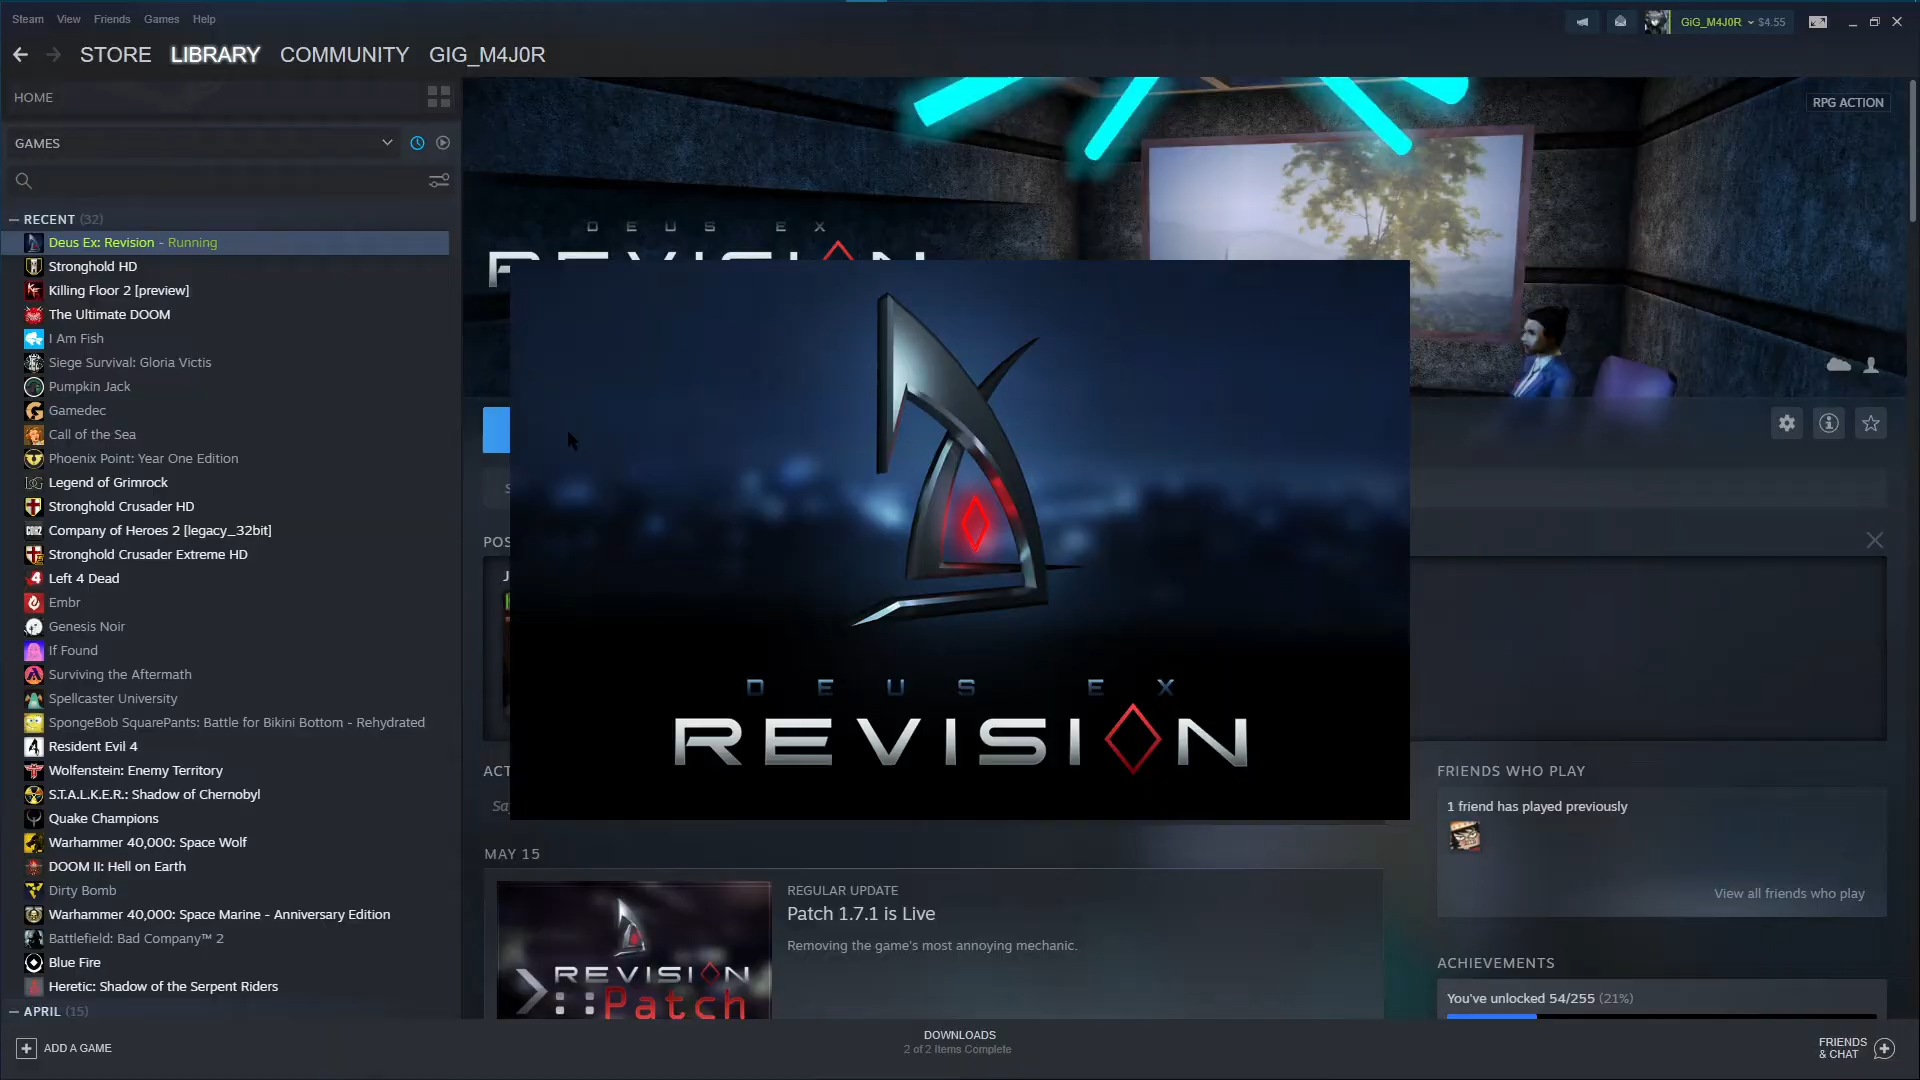 Steam View Friends Games Help
GiG_M4J0R $4.55
STORE LIBRARY COMMUNITY GIG_M4J0R
HOME
GAMES
RECENT (32)
Deus Ex: Revision - Running
Stronghold HD
Killing Floor 2 [preview]
The Ultimate DOOM
I Am Fish
Siege Survival: Gloria Victis
Pumpkin Jack
Gamedec
Call of the Sea
Phoenix Point: Year One Edition
Legend of Grimrock
Stronghold Crusader HD
Company of Heroes 2 [legacy_32bit]
Stronghold Crusader Extreme HD
Left 4 Dead
Embr
Genesis Noir
If Found
Surviving the Aftermath
Spellcaster University
SpongeBob SquarePants: Battle for Bikini Bottom - Rehydrated
Resident Evil 4
Wolfenstein: Enemy Territory
S.T.A.L.K.E.R.: Shadow of Chernobyl
Quake Champions
Warhammer 40,000: Space Wolf
DOOM II: Hell on Earth
Dirty Bomb
Warhammer 40,000: Space Marine - Anniversary Edition
Battlefield: Bad Company™ 2
Blue Fire
Heretic: Shadow of the Serpent Riders
APRIL (15)
ADD A GAME
RPG ACTION
DEUS EX
REVISION
DEUS EX
REVISION
POS
ACT
Sa
MAY 15
REVISION
Patch
REGULAR UPDATE
Patch 1.7.1 is Live
Removing the game's most annoying mechanic.
FRIENDS WHO PLAY
1 friend has played previously
View all friends who play
ACHIEVEMENTS
You've unlocked 54/255 (21%)
DOWNLOADS
2 of 2 Items Complete
FRIENDS
& CHAT